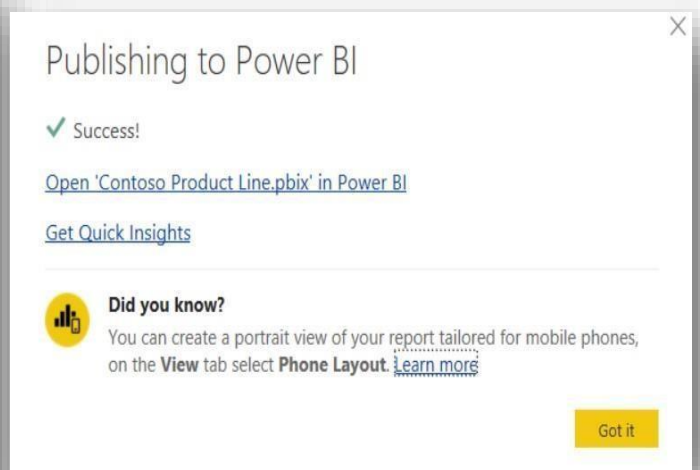 Publishing to Power BI
Success!
Open 'Contoso Product Line.pbix' in Power BI
Get Quick Insights
Did you know?
You can create a portrait view of your report tailored for mobile phones,
on the View tab select Phone Layout. Learn more
Got it